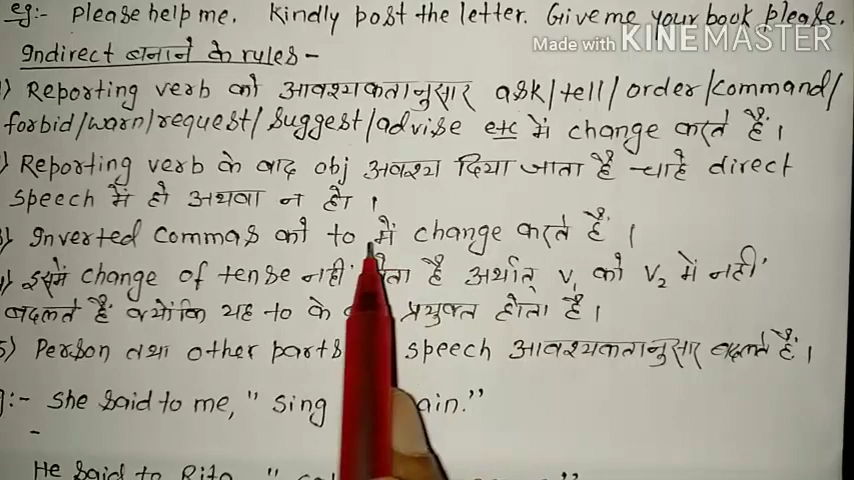 eg:- Please help me. Kindly post the letter. Give me your book please.
Made with KINEMASTER
Indirect बनाने के rules -
) Reporting verb को आवश्यकतानुसार ask/tell/order/command/
forbid/warn/request/suggest/advise etc में change करते हैं।
) Reporting verb के बाद obj अवश्य दिया जाता है चाहे direct
speech में हो अथवा न हो।
3) Inverted commas को to में change करते हैं।
4) इसमें change of tense नहीं होता है अर्थात् V1 को V2 में नहीं
बदलते हैं क्योंकि यह to के प्रयुक्त होता है।
5) Person तथा other parts speech आवश्यकतानुसार बदलते हैं।
g:- She said to me, " Sing ain."
He said to Rita, "